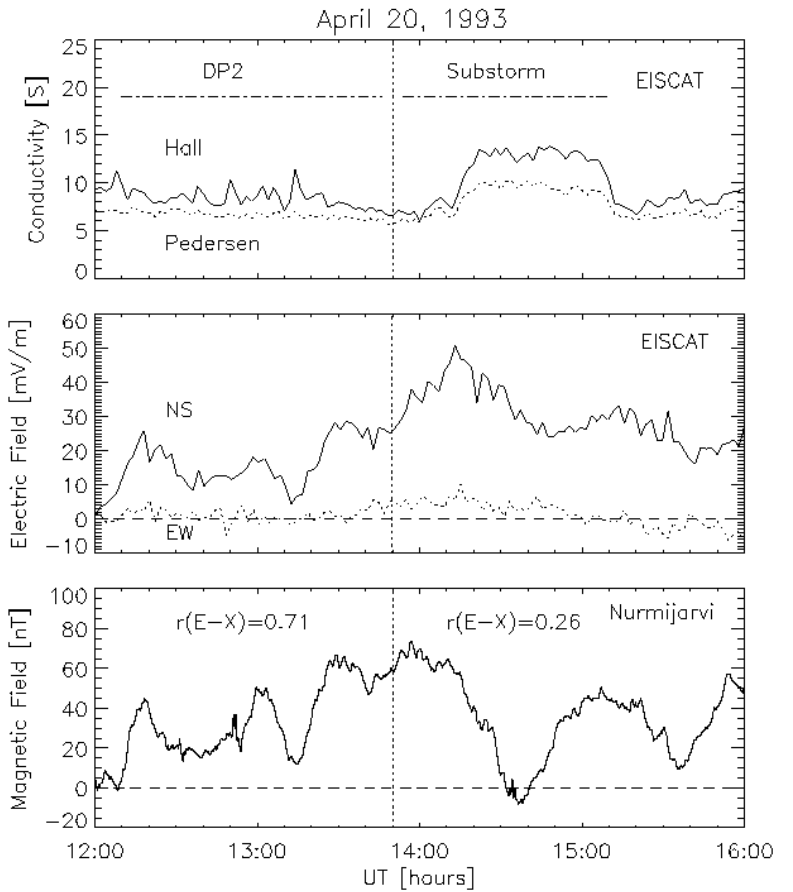 April 20, 1993
Conductivity [S]
25
20
15
10
5
0
DP2
Substorm
EISCAT
Hall
Pedersen
Electric Field [mV/m]
60
50
40
30
20
10
0
−10
EISCAT
NS
EW
Magnetic Field [nT]
100
80
60
40
20
0
−20
r(E−X)=0.71
r(E−X)=0.26
Nurmijarvi
12:00
13:00
14:00
15:00
16:00
UT [hours]